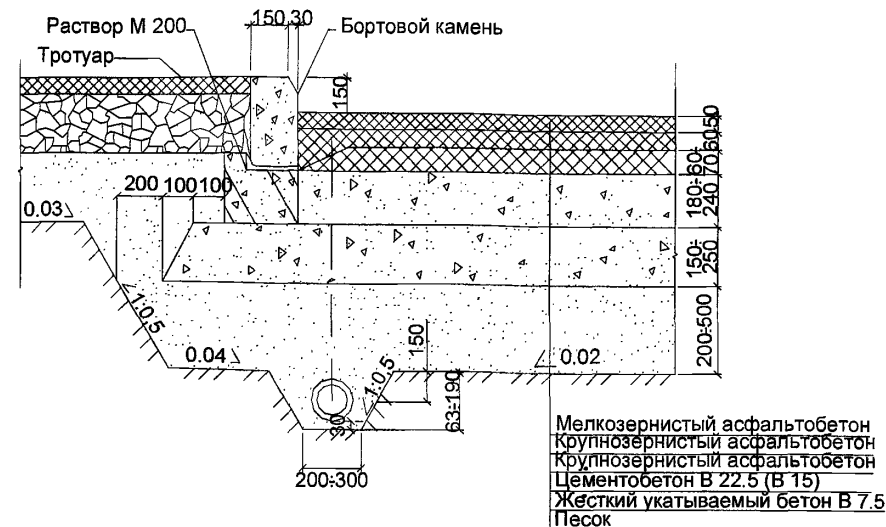 150 30
Раствор М 200
Бортовой камень
Тротуар
150
50
60
70
60-
200 100 100
180-
240
0.03
150-
250
1:0,5
0.04
150
1:0,5
0.02
200÷500
63÷190
30
200÷300
Мелкозернистый асфальтобетон
Крупнозернистый асфальтобетон
Крупнозернистый асфальтобетон
Цементобетон В 22.5 (В 15)
Жесткий укатываемый бетон В 7.5
Песок